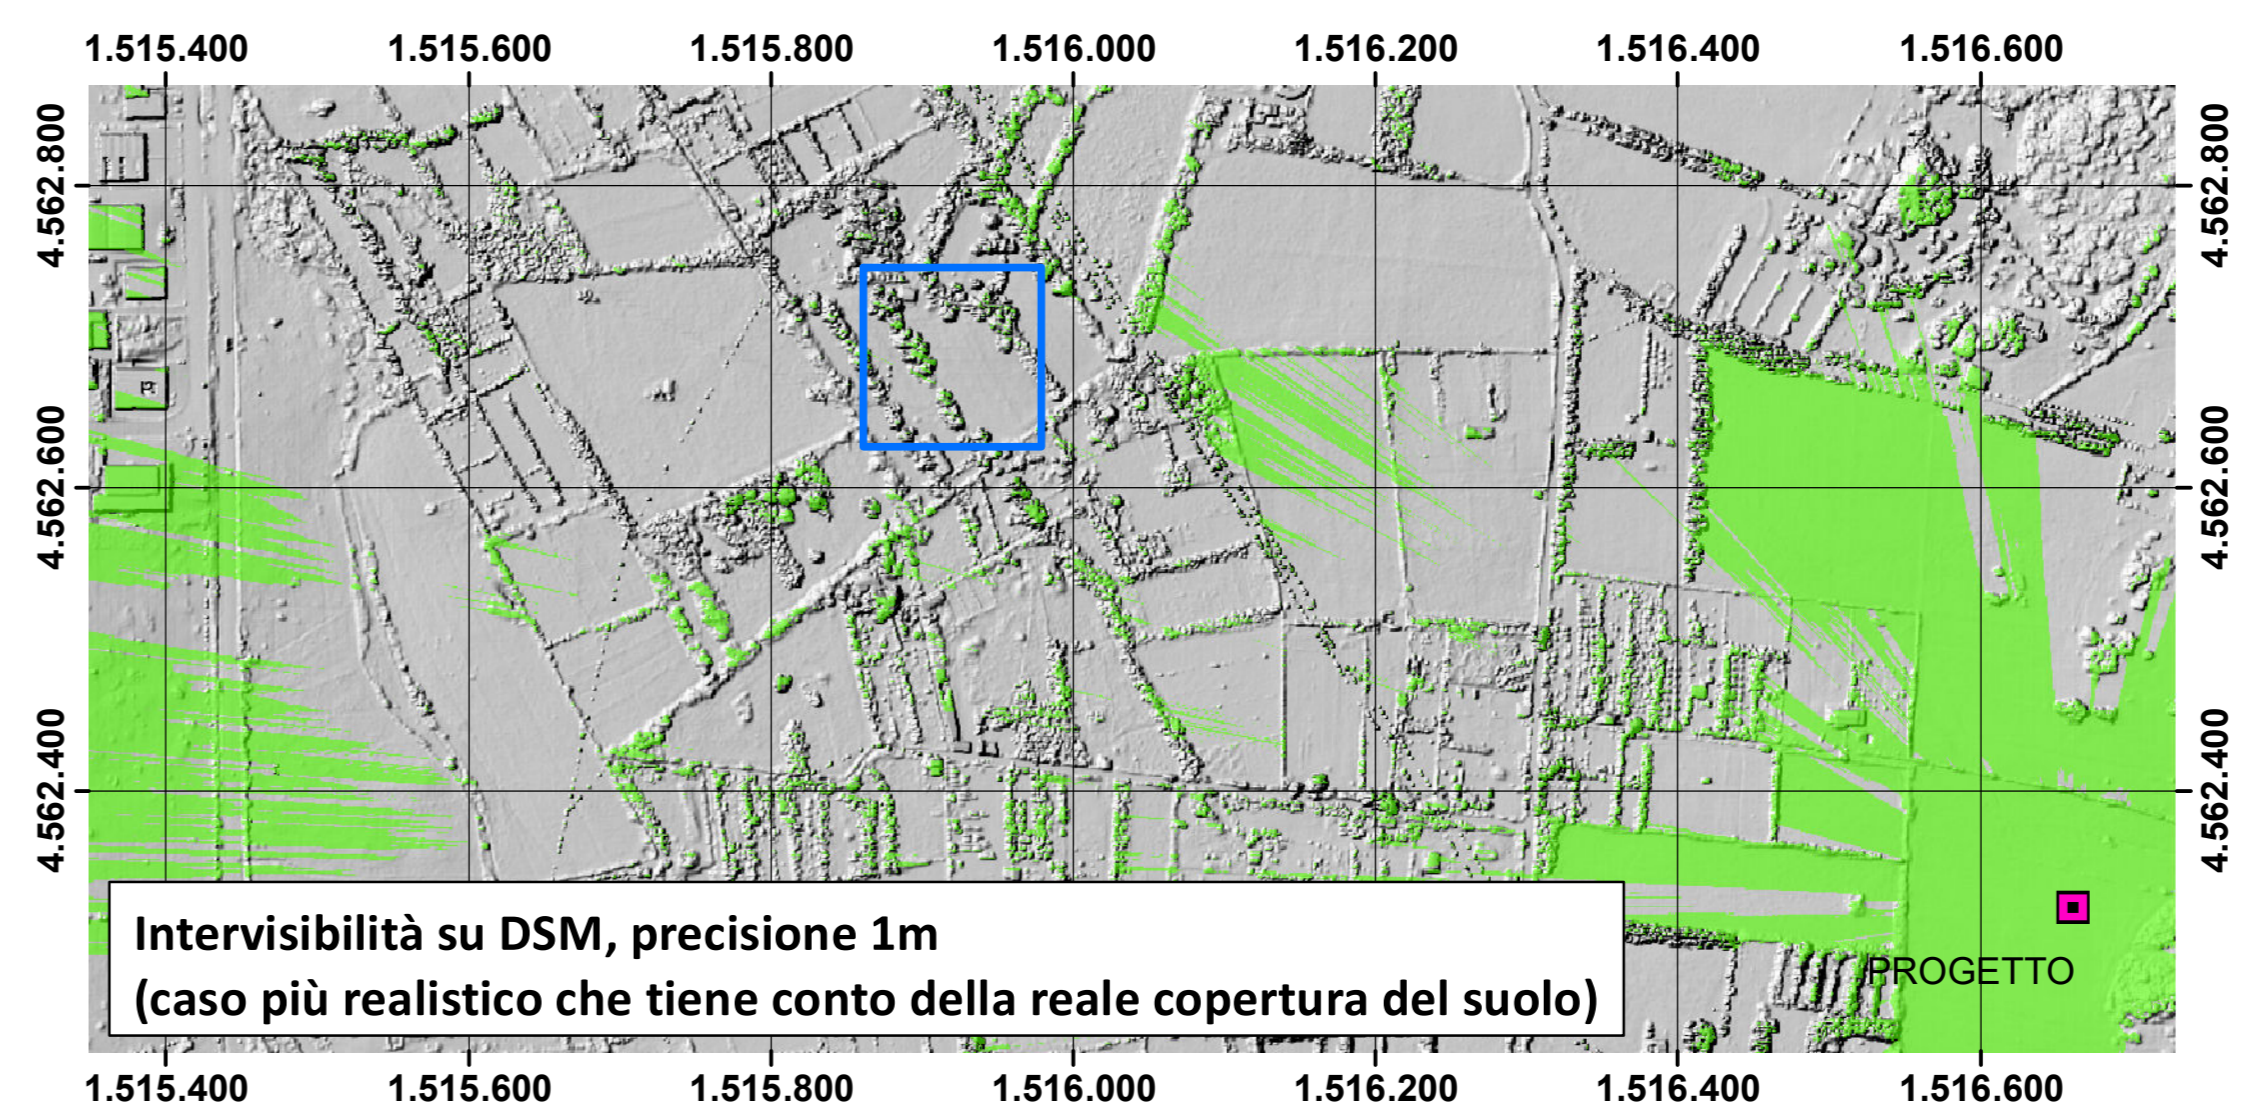 1.515.400 1.515.600 1.515.800 1.516.000 1.516.200 1.516.400 1.516.600
4.562.800 4.562.800
4.562.600 4.562.600
4.562.400 4.562.400
Intervisibilità su DSM, precisione 1m
(caso più realistico che tiene conto della reale copertura del suolo)
PROGETTO
1.515.400 1.515.600 1.515.800 1.516.000 1.516.200 1.516.400 1.516.600